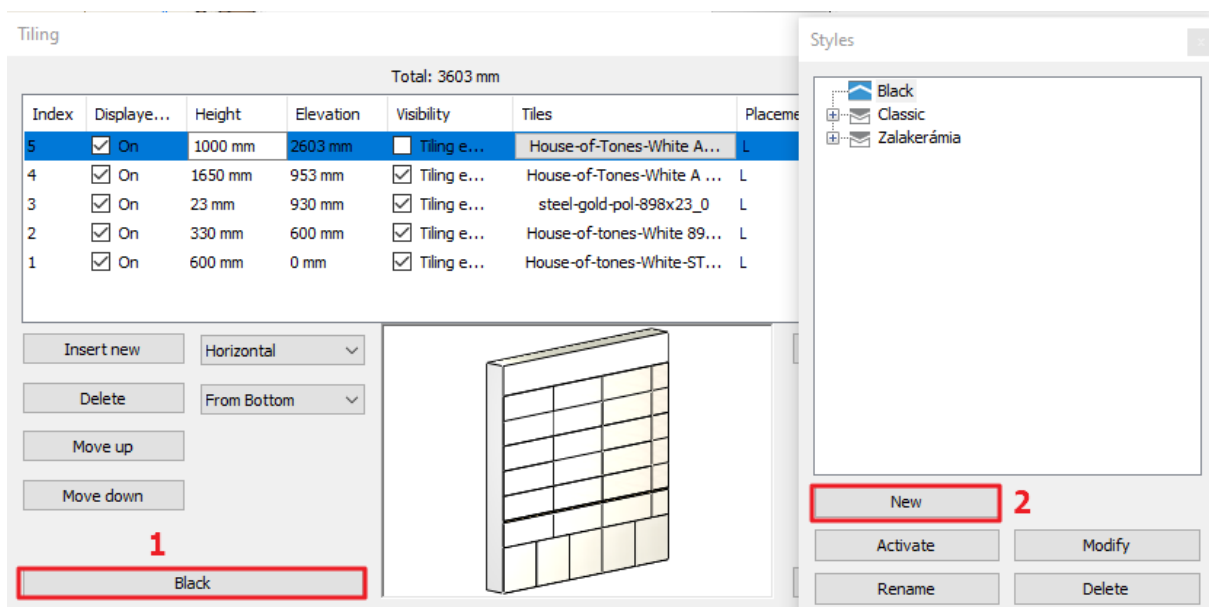 Tiling
Total: 3603 mm
Index Displaye... Height Elevation Visibility Tiles Placeme
5 On 1000 mm 2603 mm Tiling e... House-of-Tones-White A... L
4 On 1650 mm 953 mm Tiling e... House-of-Tones-White A ... L
3 On 23 mm 930 mm Tiling e... steel-gold-pol-898x23_0 L
2 On 330 mm 600 mm Tiling e... House-of-tones-White 89... L
1 On 600 mm 0 mm Tiling e... House-of-tones-White-ST... L
Insert new Horizontal
Delete From Bottom
Move up
Move down
1
Black
Styles
x
Black
Classic
Zalakerámia
New 2
Activate Modify
Rename Delete